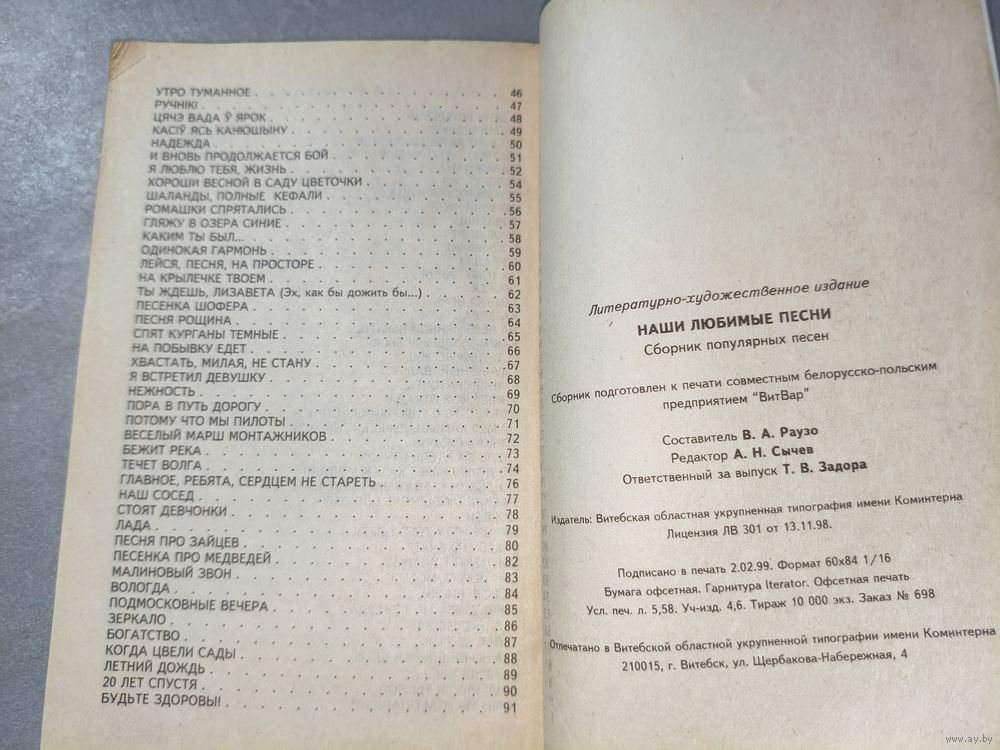 УТРО ТУМАННОЕ . . . 46
РУЧНІКІ . . . 47
ЦЯЧЭ ВАДА Ў ЯРОК . . . 48
КАСІЎ ЯСЬ КАНЮШЫНУ . . . 49
НАДЕЖДА . . . 50
И ВНОВЬ ПРОДОЛЖАЕТСЯ БОЙ . . . 51
Я ЛЮБЛЮ ТЕБЯ, ЖИЗНЬ . . . 52
ХОРОШИ ВЕСНОЙ В САДУ ЦВЕТОЧКИ . . . 54
ШАЛАНДЫ, ПОЛНЫЕ КЕФАЛИ . . . 55
РОМАШКИ СПРЯТАЛИСЬ . . . 56
ГЛЯЖУ В ОЗЕРА СИНИЕ . . . 57
КАКИМ ТЫ БЫЛ... . . . 58
ОДИНОКАЯ ГАРМОНЬ . . . 59
ЛЕЙСЯ, ПЕСНЯ, НА ПРОСТОРЕ . . . 60
НА КРЫЛЕЧКЕ ТВОЕМ . . . 61
ТЫ ЖДЕШЬ, ЛИЗАВЕТА (Эх, как бы дожить бы...) . . . 62
ПЕСЕНКА ШОФЕРА . . . 63
ПЕСНЯ РОЩИНА . . . 64
СПЯТ КУРГАНЫ ТЕМНЫЕ . . . 65
НА ПОБЫВКУ ЕДЕТ . . . 66
ХВАСТАТЬ, МИЛАЯ, НЕ СТАНУ . . . 67
Я ВСТРЕТИЛ ДЕВУШКУ . . . 68
НЕЖНОСТЬ . . . 69
ПОРА В ПУТЬ ДОРОГУ . . . 70
ПОТОМУ ЧТО МЫ ПИЛОТЫ . . . 71
ВЕСЕЛЫЙ МАРШ МОНТАЖНИКОВ . . . 72
БЕЖИТ РЕКА . . . 73
ТЕЧЕТ ВОЛГА . . . 74
ГЛАВНОЕ, РЕБЯТА, СЕРДЦЕМ НЕ СТАРЕТЬ . . . 76
НАШ СОСЕД . . . 77
СТОЯТ ДЕВЧОНКИ . . . 78
ЛАДА . . . 79
ПЕСНЯ ПРО ЗАЙЦЕВ . . . 80
ПЕСЕНКА ПРО МЕДВЕДЕЙ . . . 82
МАЛИНОВЫЙ ЗВОН . . . 83
ВОЛОГДА . . . 84
ПОДМОСКОВНЫЕ ВЕЧЕРА . . . 85
ЗЕРКАЛО . . . 86
БОГАТСТВО . . . 87
КОГДА ЦВЕЛИ САДЫ . . . 88
ЛЕТНИЙ ДОЖДЬ . . . 89
20 ЛЕТ СПУСТЯ . . . 90
БУДЬТЕ ЗДОРОВЫ! . . . 91
Литературно-художественное издание
НАШИ ЛЮБИМЫЕ ПЕСНИ
Сборник популярных песен
Сборник подготовлен к печати совместным белорусско-польским
предприятием "ВитВар"
Составитель В. А. Раузо
Редактор А. Н. Сычев
Ответственный за выпуск Т. В. Задора
Издатель: Витебская областная укрупненная типография имени Коминтерна
Лицензия ЛВ 301 от 13.11.98.
Подписано в печать 2.02.99. Формат 60х84 1/16
Бумага офсетная. Гарнитура Iterator. Офсетная печать
Усл. печ. л. 5,58. Уч-изд. 4,6. Тираж 10 000 экз. Заказ № 698
Отпечатано в Витебской областной укрупненной типографии имени Коминтерна
210015, г. Витебск, ул. Щербакова-Набережная, 4
www.ay.by